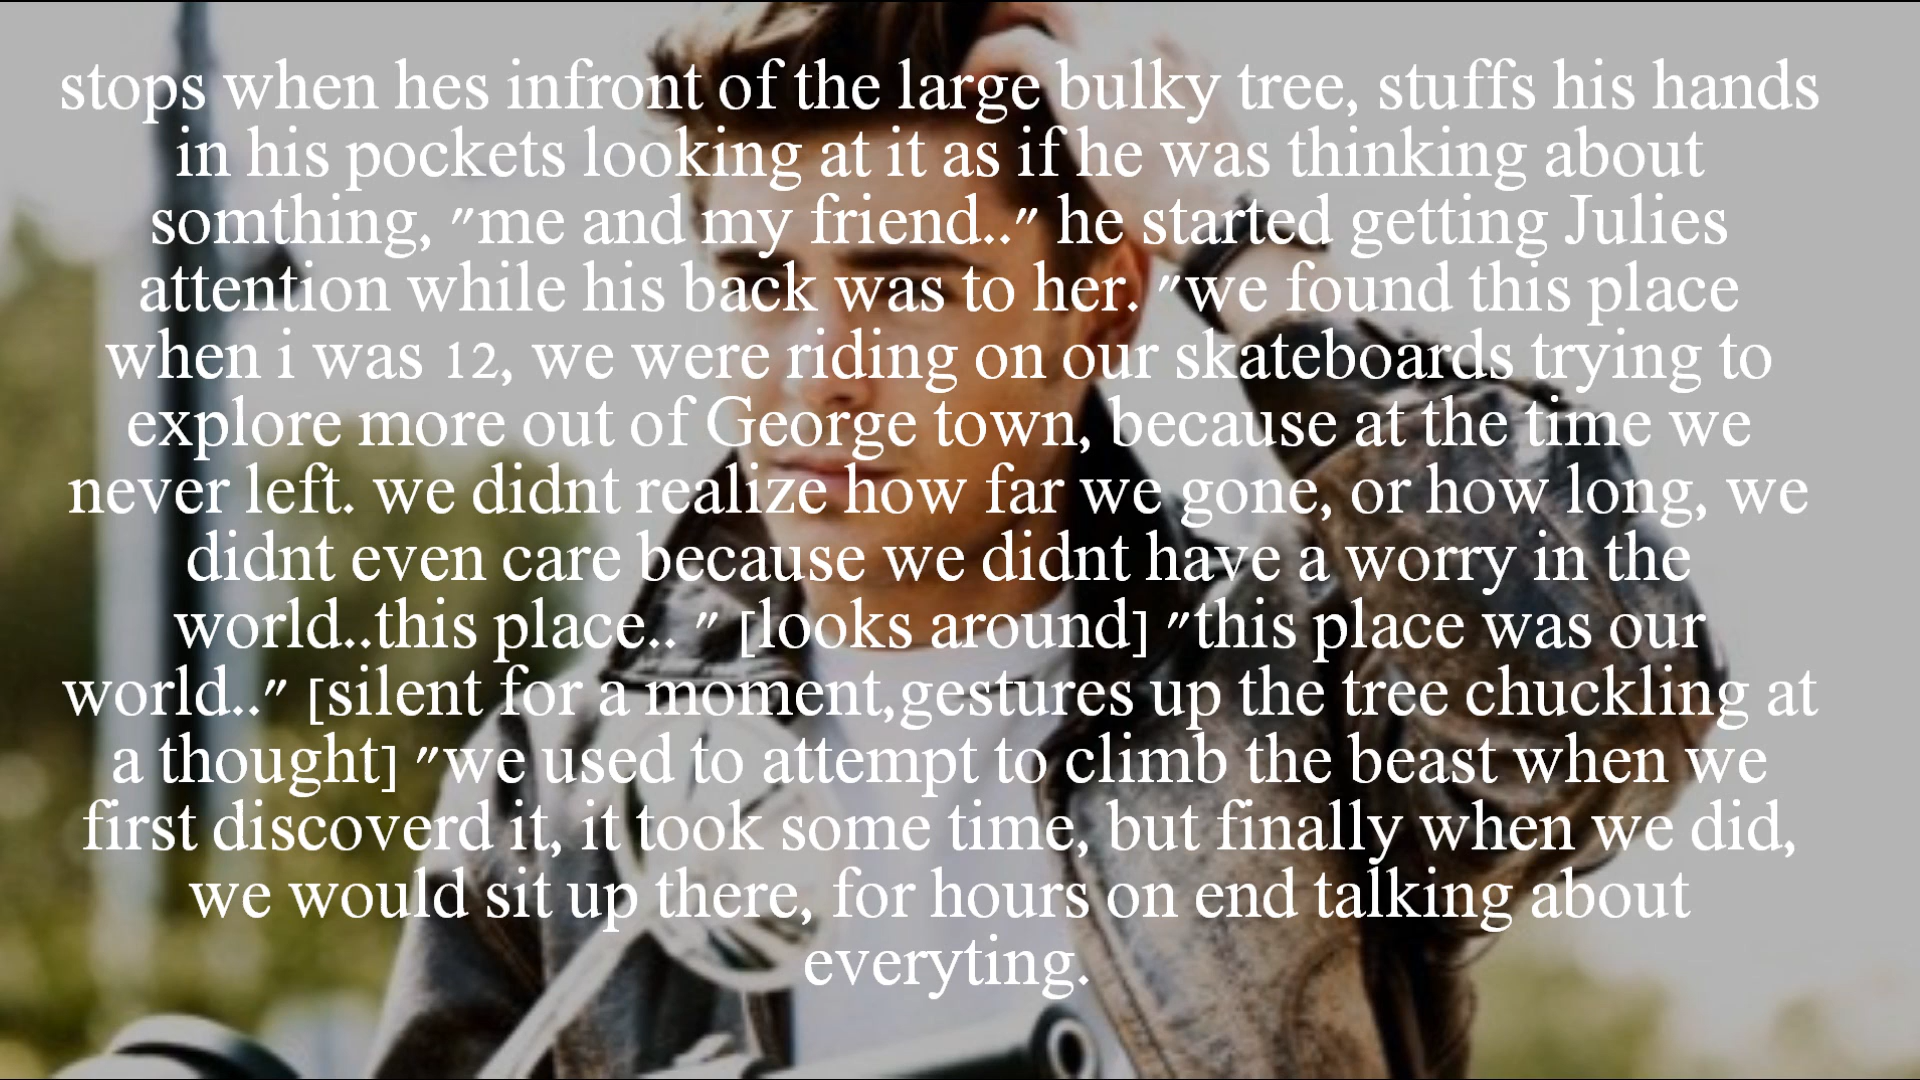 stops when hes infront of the large bulky tree, stuffs his hands
in his pockets looking at it as if he was thinking about
somthing, "me and my friend.." he started getting Julies
attention while his back was to her. "we found this place
when i was 12, we were riding on our skateboards trying to
explore more out of George town, because at the time we
never left. we didnt realize how far we gone, or how long, we
didnt even care because we didnt have a worry in the
world..this place.. " [looks around] "this place was our
world.." [silent for a moment,gestures up the tree chuckling at
a thought] "we used to attempt to climb the beast when we
first discoverd it, it took some time, but finally when we did,
we would sit up there, for hours on end talking about
everyting.